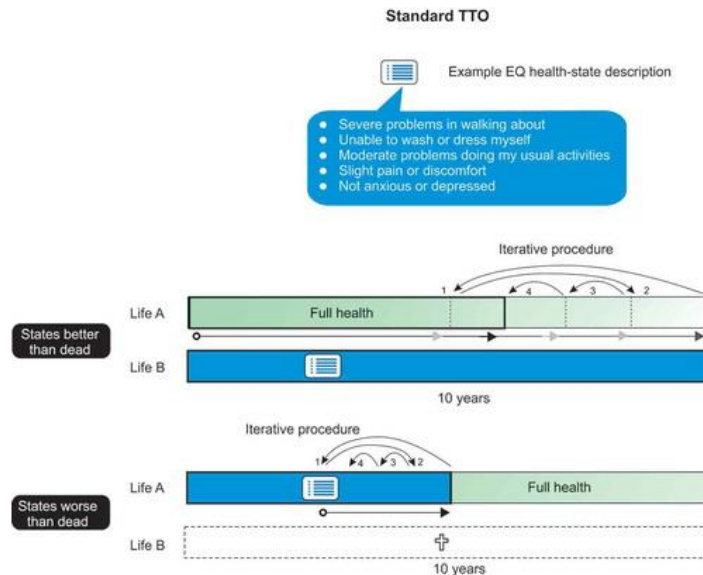 Standard TTO
Example EQ health-state description
Severe problems in walking about
Unable to wash or dress myself
Moderate problems doing my usual activities
Slight pain or discomfort
Not anxious or depressed
Iterative procedure
1 4 3 2
Life A
Full health
States better
than dead
Life B
10 years
Iterative procedure
1 4 3 2
Life A
Full health
States worse
than dead
Life B
10 years